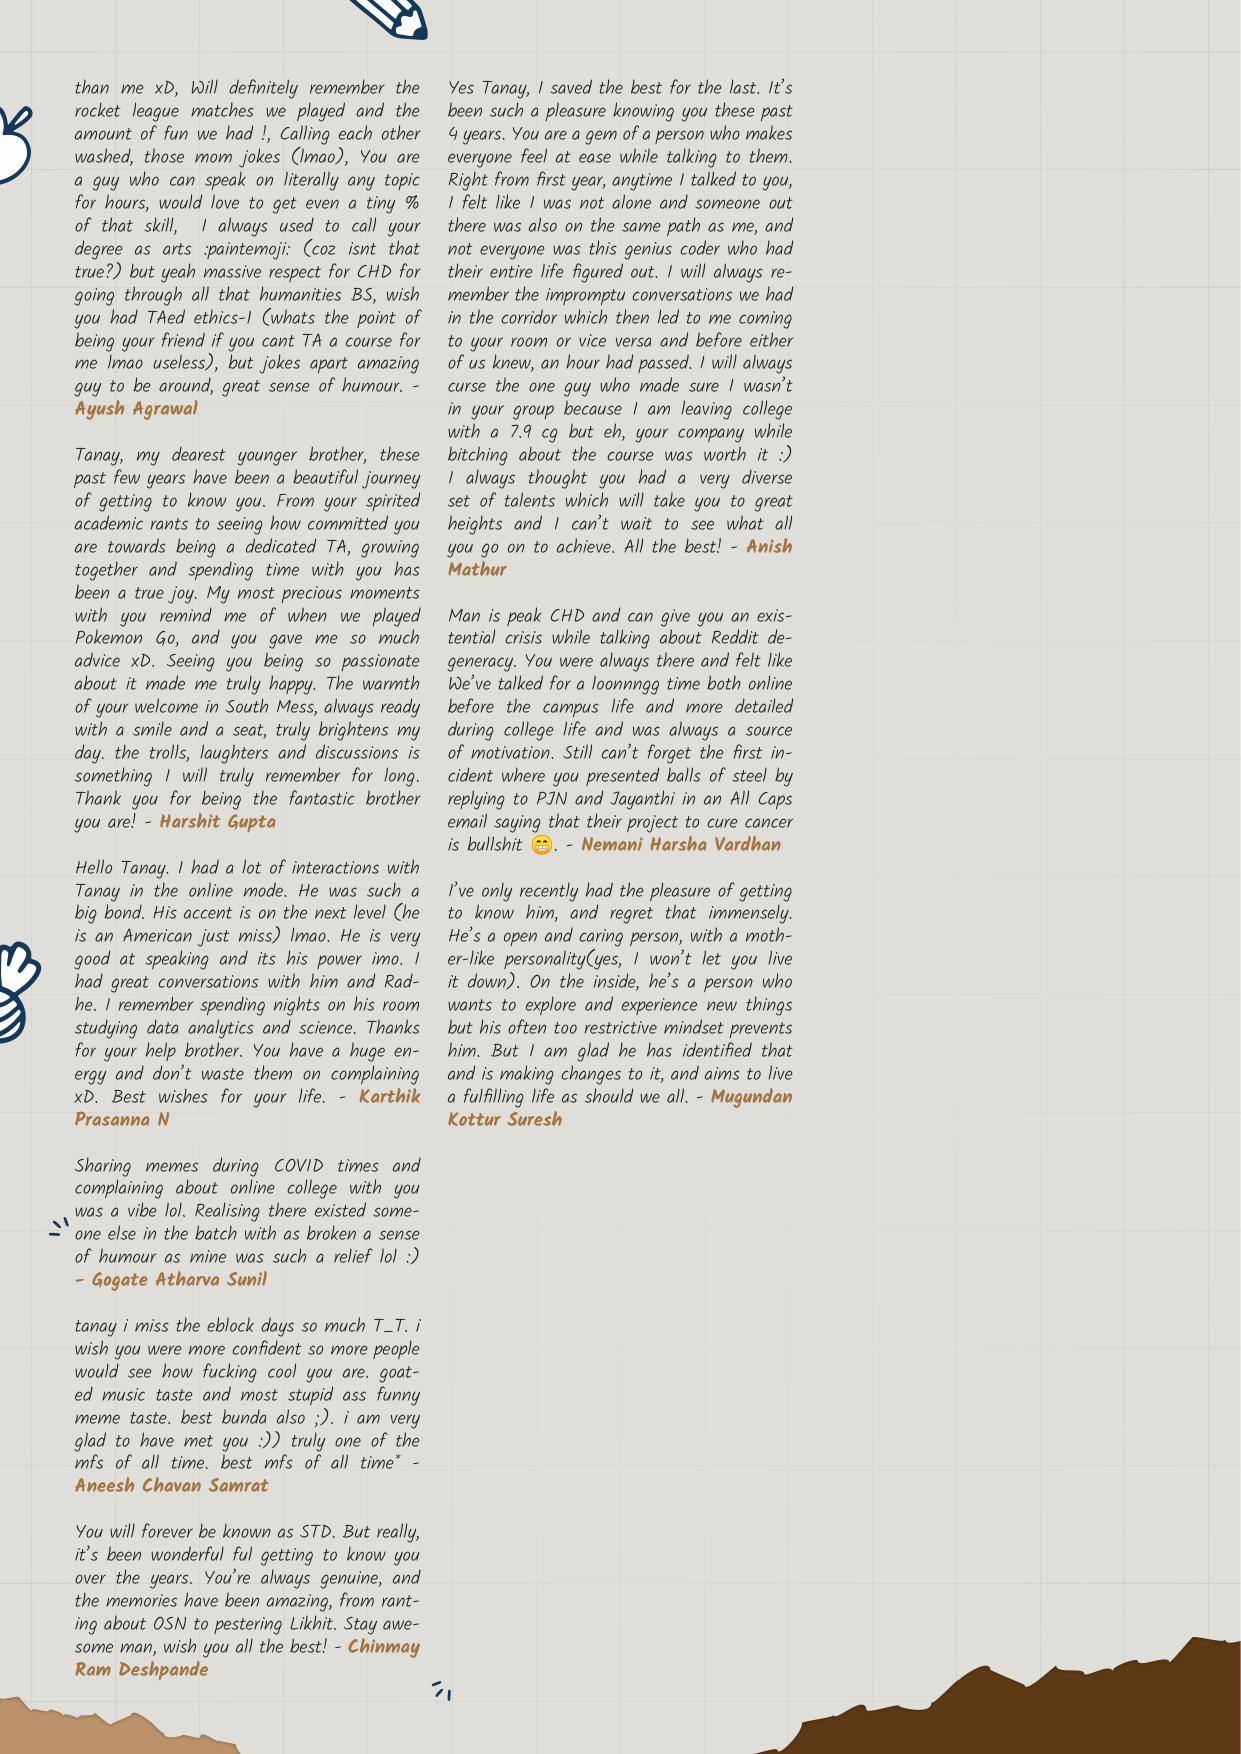 than me xD, Will definitely remember the
rocket league matches we played and the
amount of fun we had !, Calling each other
washed, those mom jokes (lmao), You are
a guy who can speak on literally any topic
for hours, would love to get even a tiny %
of that skill,  I always used to call your
degree as arts :paintemoji: (coz isnt that
true?) but yeah massive respect for CHD for
going through all that humanities BS, wish
you had TAed ethics-1 (whats the point of
being your friend if you cant TA a course for
me lmao useless), but jokes apart amazing
guy to be around, great sense of humour. -
Ayush Agrawal

Tanay, my dearest younger brother, these
past few years have been a beautiful journey
of getting to know you. From your spirited
academic rants to seeing how committed you
are towards being a dedicated TA, growing
together and spending time with you has
been a true joy. My most precious moments
with you remind me of when we played
Pokemon Go, and you gave me so much
advice xD. Seeing you being so passionate
about it made me truly happy. The warmth
of your welcome in South Mess, always ready
with a smile and a seat, truly brightens my
day. the trolls, laughters and discussions is
something I will truly remember for long.
Thank you for being the fantastic brother
you are! - Harshit Gupta

Hello Tanay. I had a lot of interactions with
Tanay in the online mode. He was such a
big bond. His accent is on the next level (he
is an American just miss) lmao. He is very
good at speaking and its his power imo. I
had great conversations with him and Rad-
he. I remember spending nights on his room
studying data analytics and science. Thanks
for your help brother. You have a huge en-
ergy and don't waste them on complaining
xD. Best wishes for your life. - Karthik
Prasanna N

Sharing memes during COVID times and
complaining about online college with you
was a vibe lol. Realising there existed some-
one else in the batch with as broken a sense
of humour as mine was such a relief lol :)
- Gogate Atharva Sunil

tanay i miss the eblock days so much T_T. i
wish you were more confident so more people
would see how fucking cool you are. goat-
ed music taste and most stupid ass funny
meme taste. best bunda also ;). i am very
glad to have met you :)) truly one of the
mfs of all time. best mfs of all time* -
Aneesh Chavan Samrat

You will forever be known as STD. But really,
it's been wonderful ful getting to know you
over the years. You're always genuine, and
the memories have been amazing, from rant-
ing about OSN to pestering Likhit. Stay awe-
some man, wish you all the best! - Chinmay
Ram Deshpande

Yes Tanay, I saved the best for the last. It's
been such a pleasure knowing you these past
4 years. You are a gem of a person who makes
everyone feel at ease while talking to them.
Right from first year, anytime I talked to you,
I felt like I was not alone and someone out
there was also on the same path as me, and
not everyone was this genius coder who had
their entire life figured out. I will always re-
member the impromptu conversations we had
in the corridor which then led to me coming
to your room or vice versa and before either
of us knew, an hour had passed. I will always
curse the one guy who made sure I wasn't
in your group because I am leaving college
with a 7.9 cg but eh, your company while
bitching about the course was worth it :)
I always thought you had a very diverse
set of talents which will take you to great
heights and I can't wait to see what all
you go on to achieve. All the best! - Anish
Mathur

Man is peak CHD and can give you an exis-
tential crisis while talking about Reddit de-
generacy. You were always there and felt like
We've talked for a loonnngg time both online
before the campus life and more detailed
during college life and was always a source
of motivation. Still can't forget the first in-
cident where you presented balls of steel by
replying to PJN and Jayanthi in an All Caps
email saying that their project to cure cancer
is bullshit 😁. - Nemani Harsha Vardhan

I've only recently had the pleasure of getting
to know him, and regret that immensely.
He's a open and caring person, with a moth-
er-like personality(yes, I won't let you live
it down). On the inside, he's a person who
wants to explore and experience new things
but his often too restrictive mindset prevents
him. But I am glad he has identified that
and is making changes to it, and aims to live
a fulfilling life as should we all. - Mugundan
Kottur Suresh